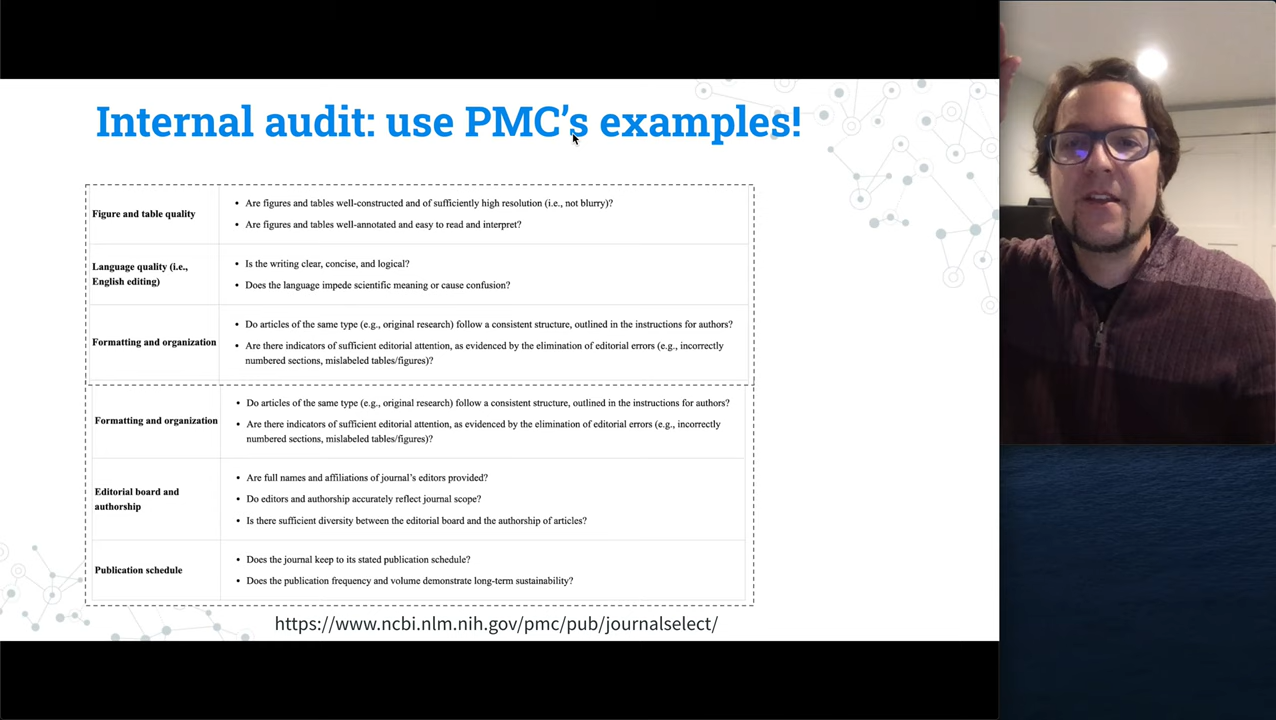 Internal audit: use PMC's examples!
Figure and table quality
• Are figures and tables well-constructed and of sufficiently high resolution (i.e., not blurry)?
• Are figures and tables well-annotated and easy to read and interpret?
Language quality (i.e.,
English editing)
• Is the writing clear, concise, and logical?
• Does the language impede scientific meaning or cause confusion?
Formatting and organization
• Do articles of the same type (e.g., original research) follow a consistent structure, outlined in the instructions for authors?
• Are there indicators of sufficient editorial attention, as evidenced by the elimination of editorial errors (e.g., incorrectly
numbered sections, mislabeled tables/figures)?
Formatting and organization
• Do articles of the same type (e.g., original research) follow a consistent structure, outlined in the instructions for authors?
• Are there indicators of sufficient editorial attention, as evidenced by the elimination of editorial errors (e.g., incorrectly
numbered sections, mislabeled tables/figures)?
Editorial board and
authorship
• Are full names and affiliations of journal's editors provided?
• Do editors and authorship accurately reflect journal scope?
• Is there sufficient diversity between the editorial board and the authorship of articles?
Publication schedule
• Does the journal keep to its stated publication schedule?
• Does the publication frequency and volume demonstrate long-term sustainability?
https://www.ncbi.nlm.nih.gov/pmc/pub/journalselect/